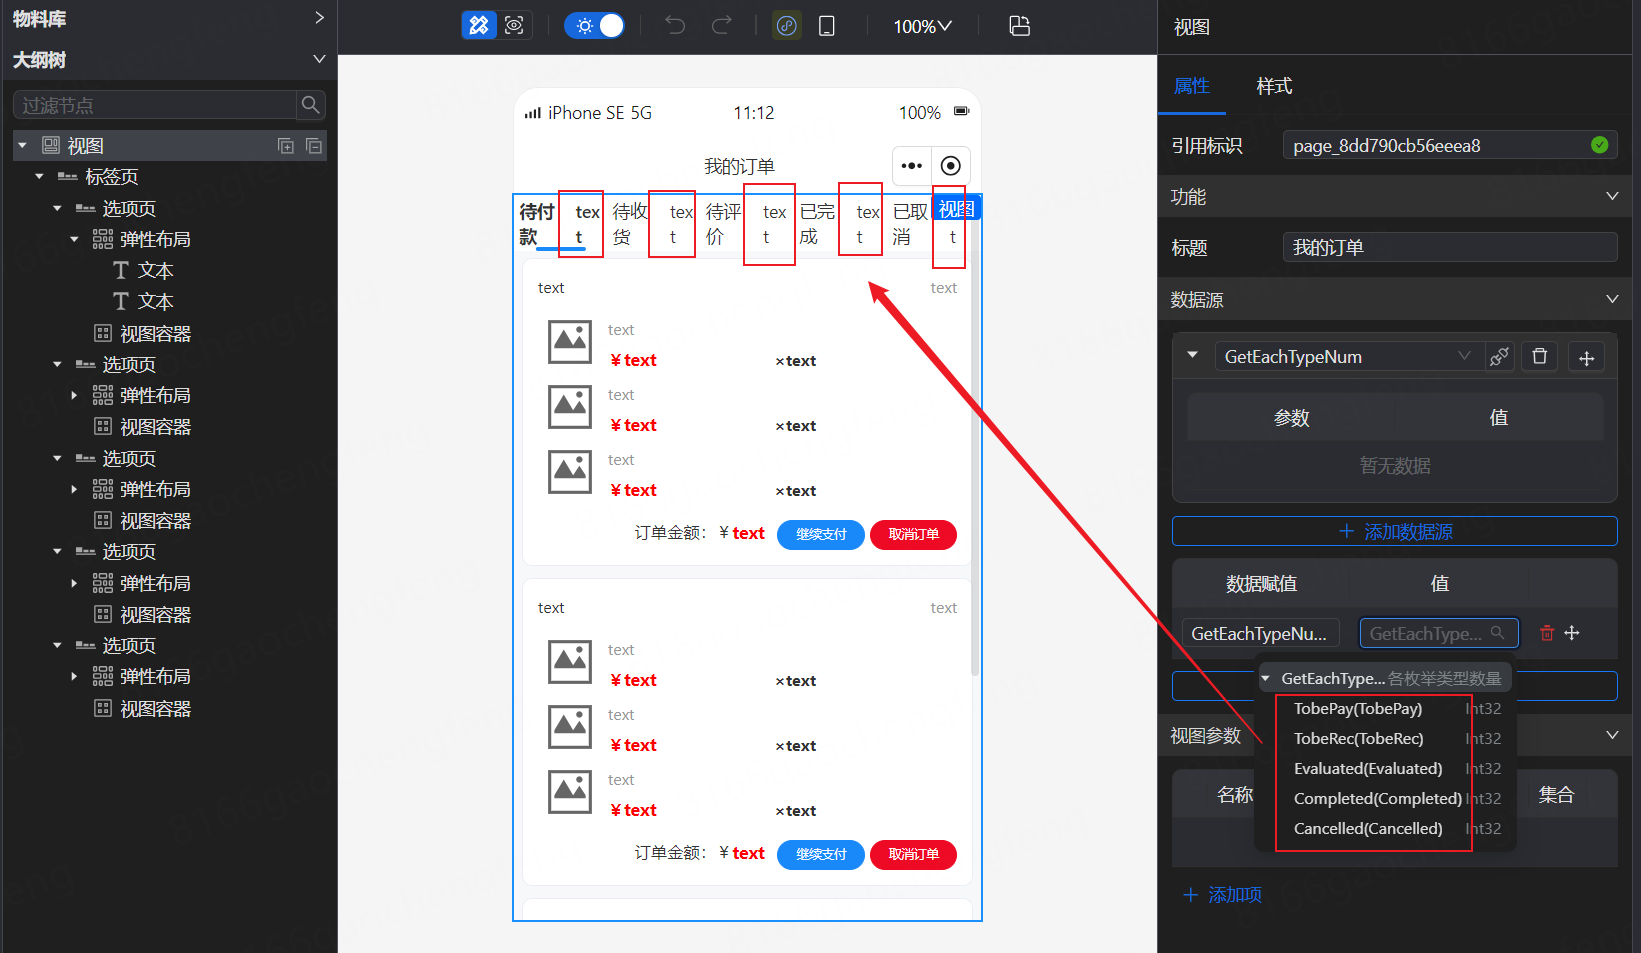 物料库
大纲树
过滤节点
视图
标签页
选项页
弹性布局
文本
文本
视图容器
选项页
弹性布局
视图容器
选项页
弹性布局
视图容器
选项页
弹性布局
视图容器
选项页
弹性布局
视图容器
100%
iPhone SE 5G 11:12 100%
我的订单
视图
待付款 text 待收货 text 待评价 text 已完成 text 已取消 t
text text
text
¥ text ×text
text
¥ text ×text
text
¥ text ×text
订单金额： ¥ text 继续支付 取消订单
text text
text
¥ text ×text
text
¥ text ×text
text
¥ text ×text
订单金额： ¥ text 继续支付 取消订单
视图
属性 样式
引用标识 page_8dd790cb56eeea8
功能
标题 我的订单
数据源
GetEachTypeNum
参数 值
暂无数据
添加数据源
数据赋值 值
GetEachTypeNu... GetEachType...
GetEachType... 各枚举类型数量
TobePay(TobePay) Int32
TobeRec(TobeRec) Int32
Evaluated(Evaluated) Int32
Completed(Completed) Int32
Cancelled(Cancelled) Int32
视图参数
名称 集合
添加项